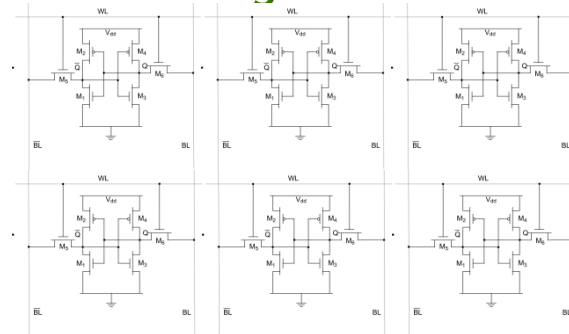 WL WL WL
Vdd Vdd Vdd
M2 M4 M2 M4 M2 M4
Q̅ Q Q̅ Q Q̅ Q
M5 M6 M5 M6 M5 M6
M1 M3 M1 M3 M1 M3
B̅L̅ BL B̅L̅ BL B̅L̅ BL
WL WL WL
Vdd Vdd Vdd
M2 M4 M2 M4 M2 M4
Q̅ Q Q̅ Q Q̅ Q
M5 M6 M5 M6 M5 M6
M1 M3 M1 M3 M1 M3
B̅L̅ BL B̅L̅ BL B̅L̅ BL